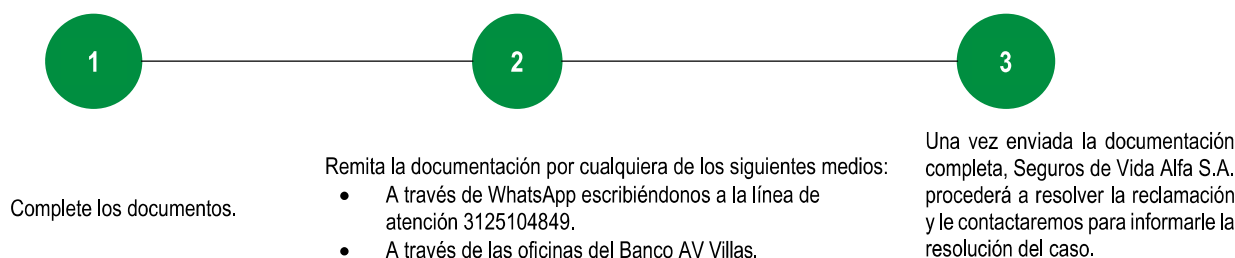 1
2
3
Complete los documentos.
Remita la documentación por cualquiera de los siguientes medios:
• A través de WhatsApp escribiéndonos a la línea de
atención 3125104849.
• A través de las oficinas del Banco AV Villas.
Una vez enviada la documentación
completa, Seguros de Vida Alfa S.A.
procederá a resolver la reclamación
y le contactaremos para informarle la
resolución del caso.